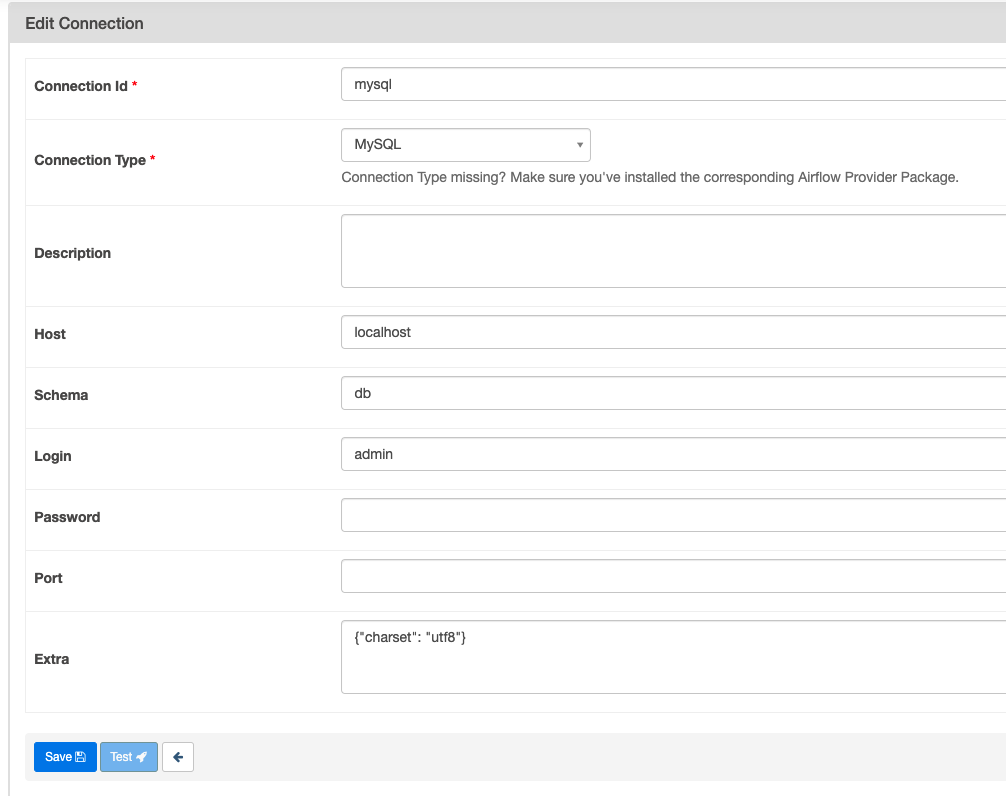 Edit Connection
Connection Id *
mysql
Connection Type *
MySQL
Connection Type missing? Make sure you've installed the corresponding Airflow Provider Package.
Description
Host
localhost
Schema
db
Login
admin
Password
Port
Extra
{"charset": "utf8"}
Save Test